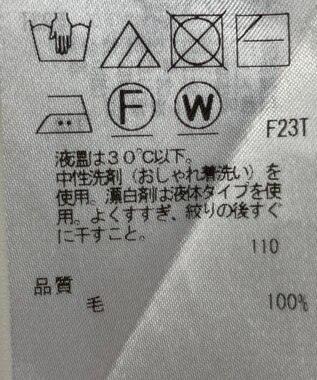 F W F23T
液温は３０℃以下。
中性洗剤（おしゃれ着洗い）を
使用。漂白剤は液体タイプを使
用。よくすすぎ、絞りの後すぐ
に干すこと。
110
品質
毛 100%